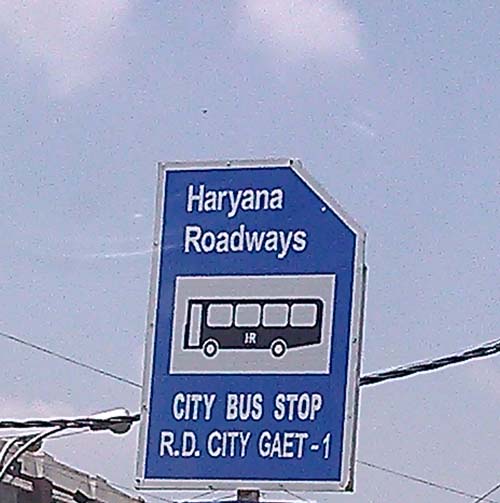 Haryana
Roadways
HR
CITY BUS STOP
R.D. CITY GAET-1